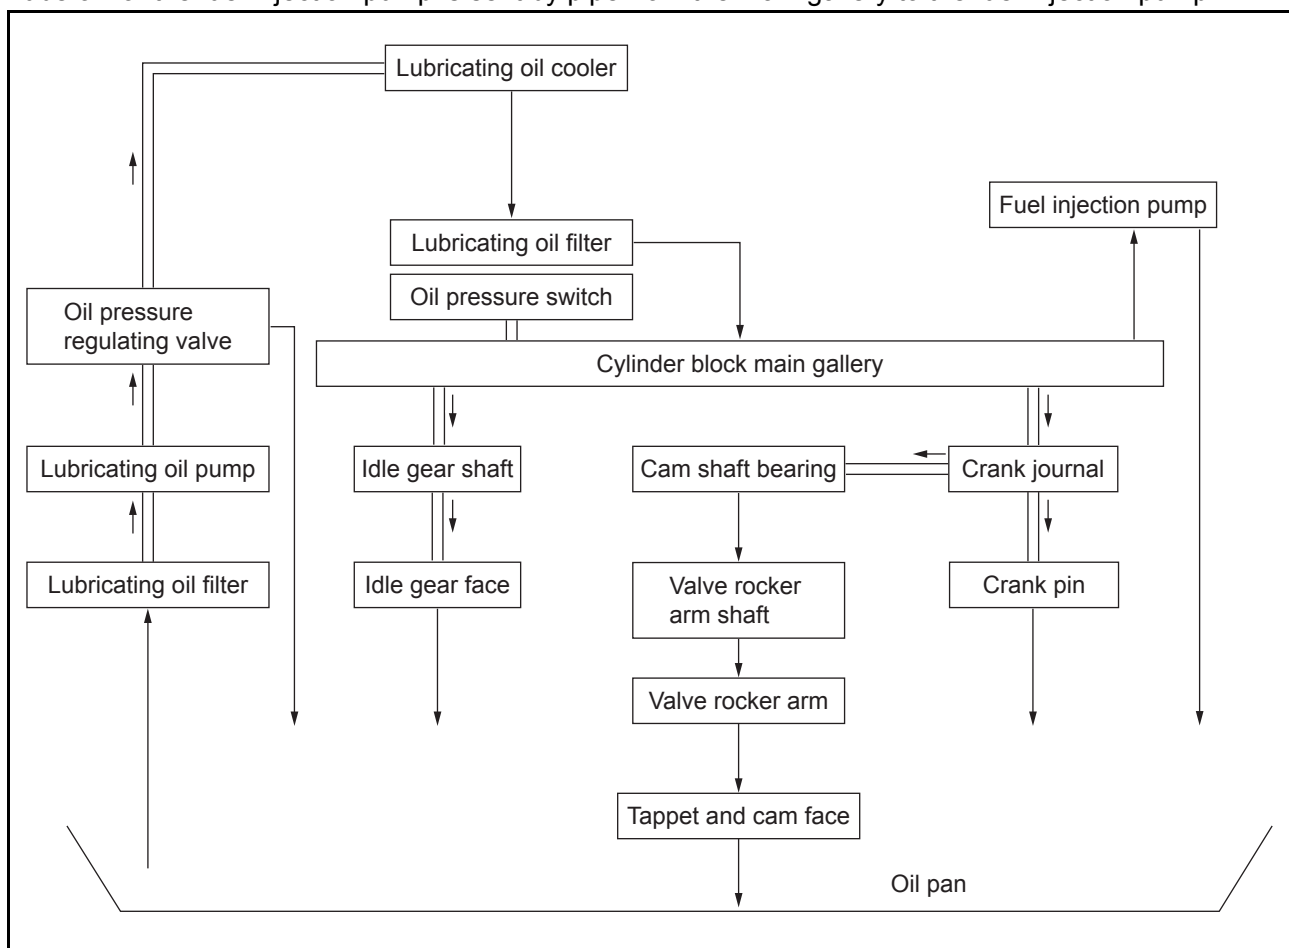 Lubricating oil cooler
Fuel injection pump
Lubricating oil filter
Oil pressure switch
Oil pressure
regulating valve
Cylinder block main gallery
Lubricating oil pump
Idle gear shaft
Cam shaft bearing
Crank journal
Lubricating oil filter
Idle gear face
Valve rocker
arm shaft
Crank pin
Valve rocker arm
Tappet and cam face
Oil pan